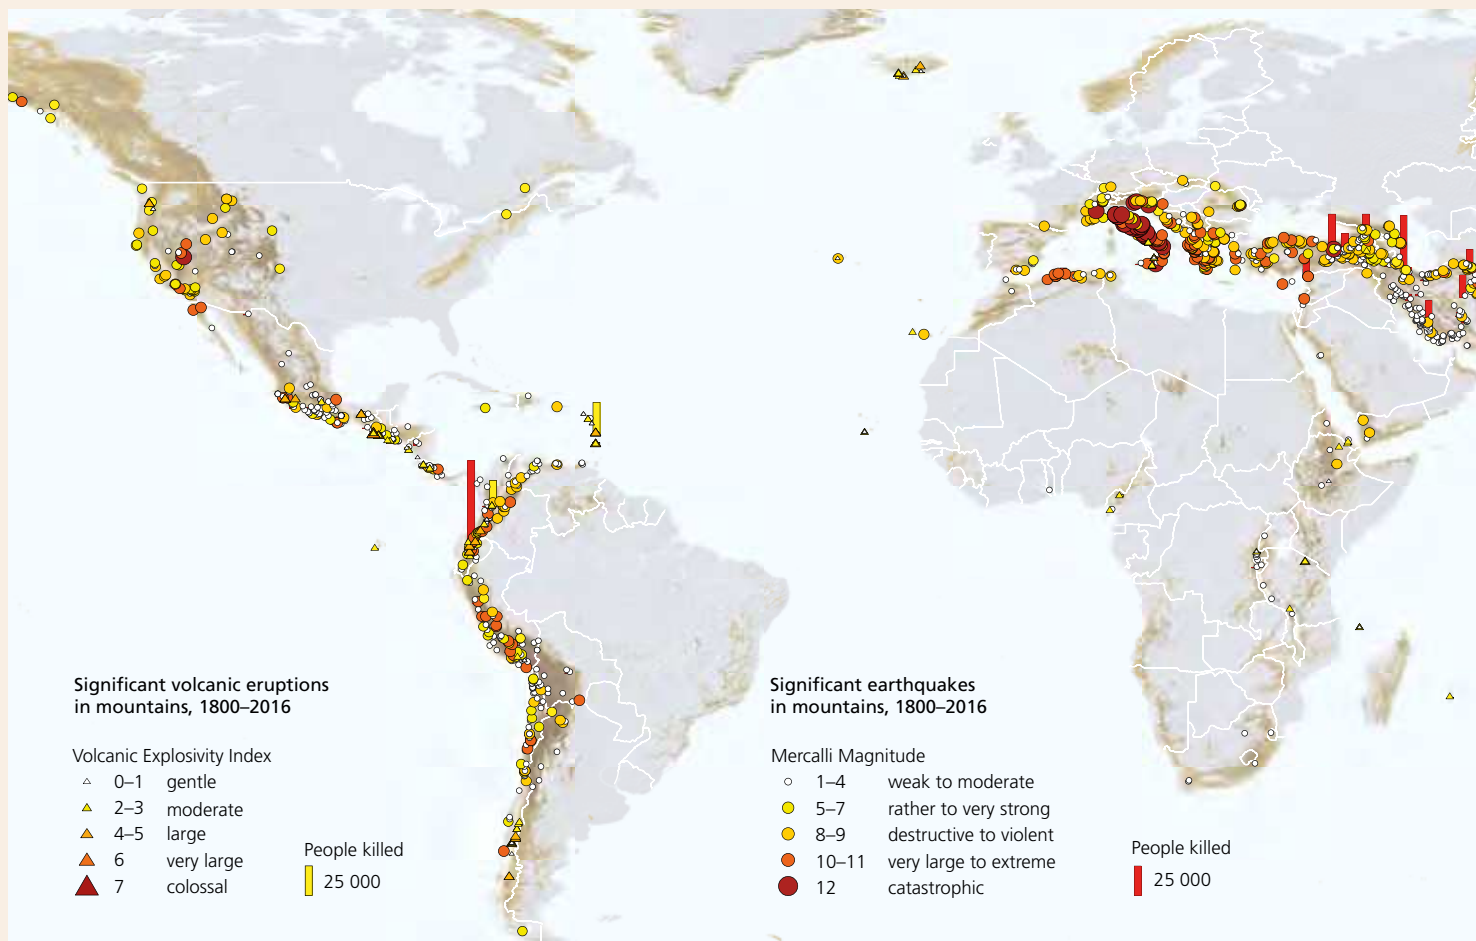 Significant volcanic eruptions
in mountains, 1800–2016
Volcanic Explosivity Index
0–1 gentle
2–3 moderate
4–5 large
6 very large
7 colossal
People killed
25 000
Significant earthquakes
in mountains, 1800–2016
Mercalli Magnitude
1–4 weak to moderate
5–7 rather to very strong
8–9 destructive to violent
10–11 very large to extreme
12 catastrophic
People killed
25 000